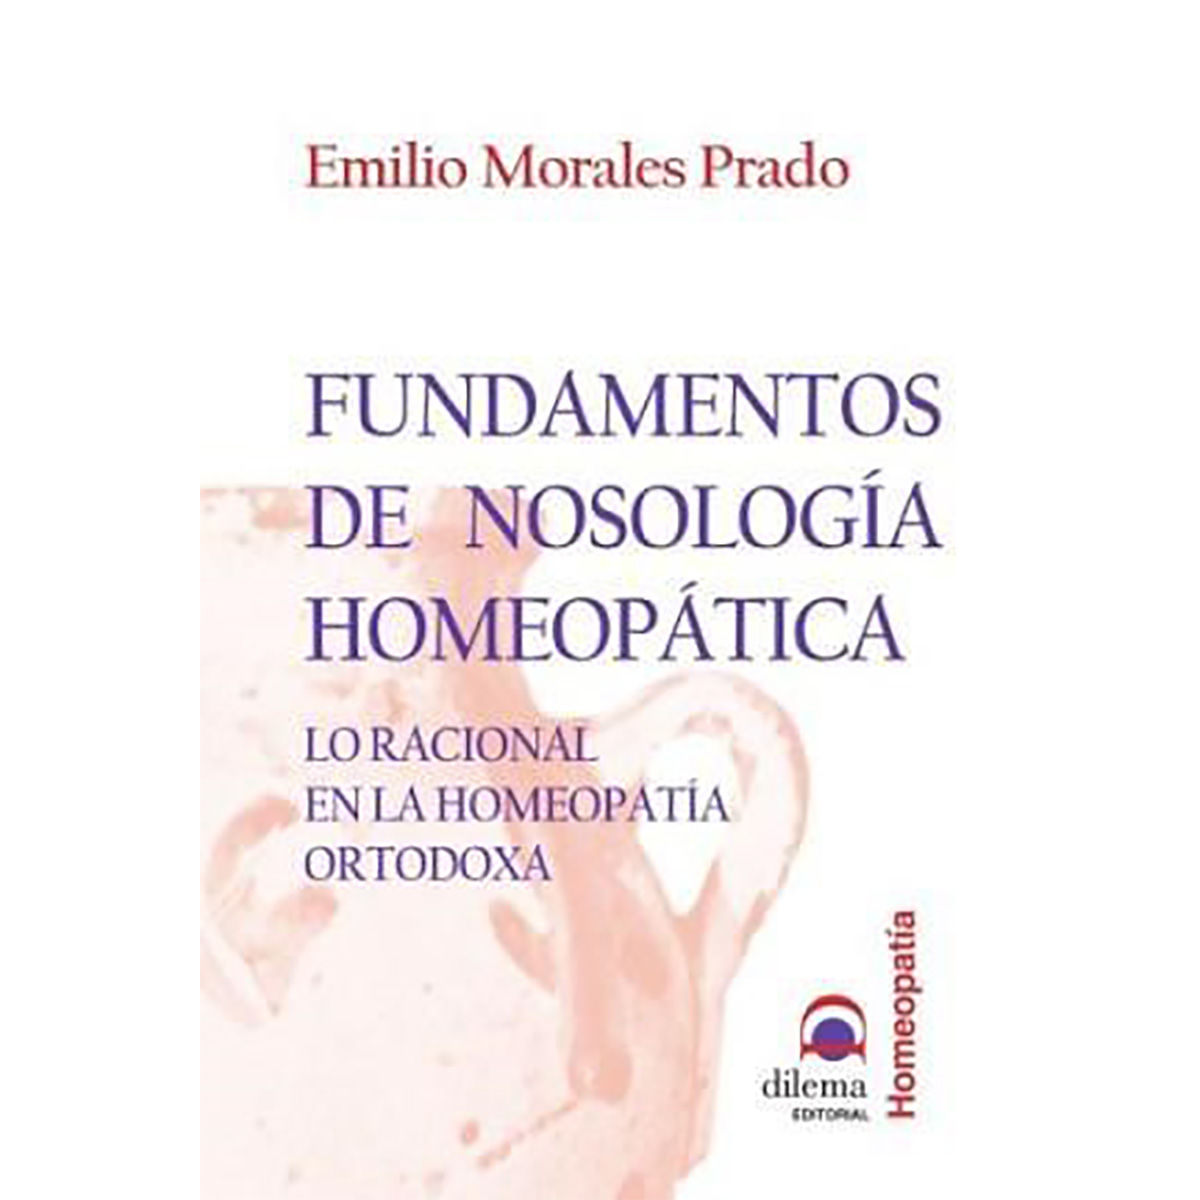 Emilio Morales Prado
FUNDAMENTOS
DE NOSOLOGÍA
HOMEOPÁTICA
LO RACIONAL
EN LA HOMEOPATÍA
ORTODOXA
Homeopatía
dilema
EDITORIAL